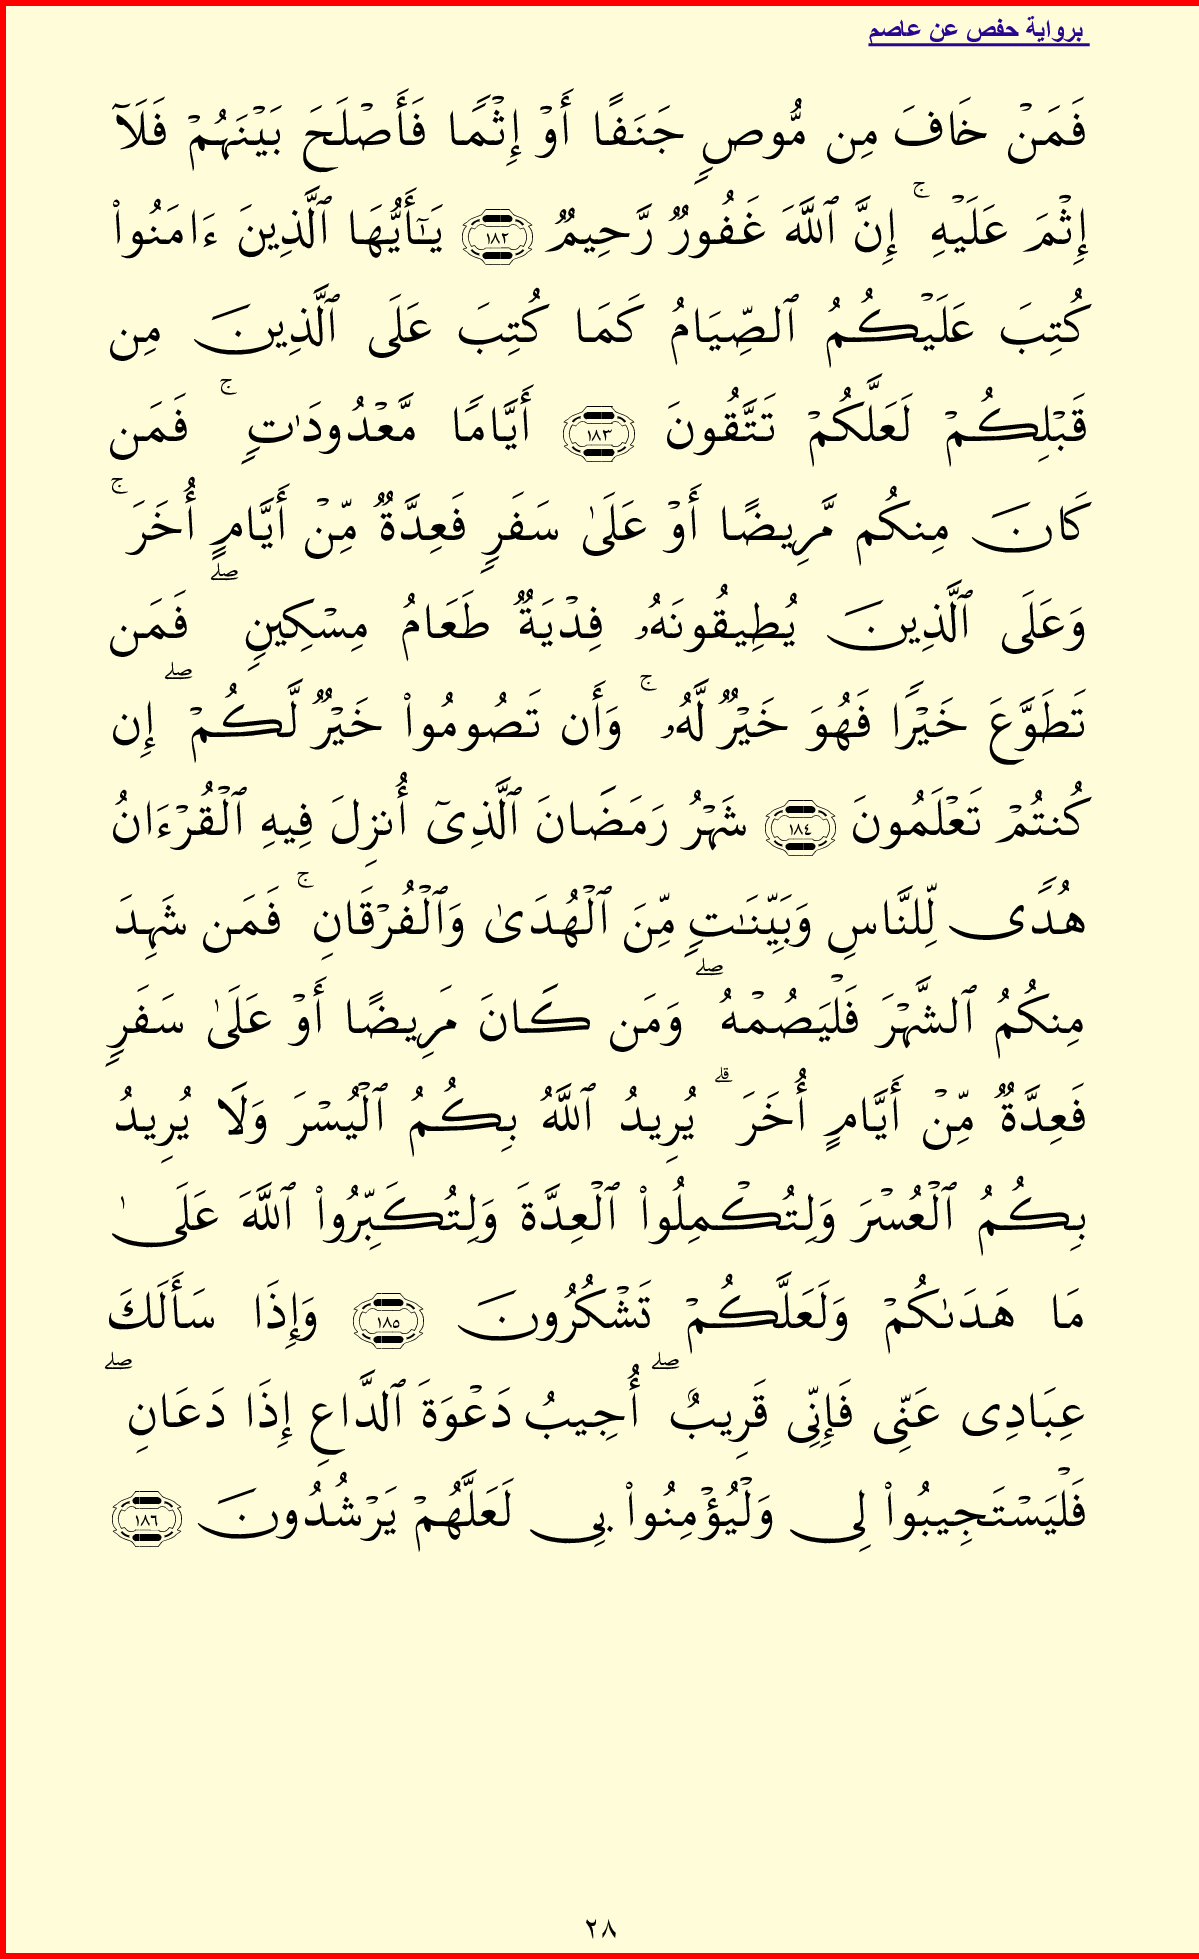 برواية حفص عن عاصم
فَمَنْ خَافَ مِن مُّوصٍ جَنَفًا أَوْ إِثْمًا فَأَصْلَحَ بَيْنَهُمْ فَلَآ
إِثْمَ عَلَيْهِ ۚ إِنَّ ٱللَّهَ غَفُورٌ رَّحِيمٌ ١٨٢ يَـٰٓأَيُّهَا ٱلَّذِينَ ءَامَنُوا۟
كُتِبَ عَلَيْكُمُ ٱلصِّيَامُ كَمَا كُتِبَ عَلَى ٱلَّذِينَ مِن
قَبْلِكُمْ لَعَلَّكُمْ تَتَّقُونَ ١٨٣ أَيَّامًا مَّعْدُودَٰتٍ ۚ فَمَن
كَانَ مِنكُم مَّرِيضًا أَوْ عَلَىٰ سَفَرٍ فَعِدَّةٌ مِّنْ أَيَّامٍ أُخَرَ ۚ
وَعَلَى ٱلَّذِينَ يُطِيقُونَهُۥ فِدْيَةٌ طَعَامُ مِسْكِينٍ ۖ فَمَن
تَطَوَّعَ خَيْرًا فَهُوَ خَيْرٌ لَّهُۥ ۚ وَأَن تَصُومُوا۟ خَيْرٌ لَّكُمْ ۖ إِن
كُنتُمْ تَعْلَمُونَ ١٨٤ شَهْرُ رَمَضَانَ ٱلَّذِىٓ أُنزِلَ فِيهِ ٱلْقُرْءَانُ
هُدًى لِّلنَّاسِ وَبَيِّنَـٰتٍ مِّنَ ٱلْهُدَىٰ وَٱلْفُرْقَانِ ۚ فَمَن شَهِدَ
مِنكُمُ ٱلشَّهْرَ فَلْيَصُمْهُ ۖ وَمَن كَانَ مَرِيضًا أَوْ عَلَىٰ سَفَرٍ
فَعِدَّةٌ مِّنْ أَيَّامٍ أُخَرَ ۗ يُرِيدُ ٱللَّهُ بِكُمُ ٱلْيُسْرَ وَلَا يُرِيدُ
بِكُمُ ٱلْعُسْرَ وَلِتُكْمِلُوا۟ ٱلْعِدَّةَ وَلِتُكَبِّرُوا۟ ٱللَّهَ عَلَىٰ
مَا هَدَىٰكُمْ وَلَعَلَّكُمْ تَشْكُرُونَ ١٨٥ وَإِذَا سَأَلَكَ
عِبَادِى عَنِّى فَإِنِّى قَرِيبٌ ۖ أُجِيبُ دَعْوَةَ ٱلدَّاعِ إِذَا دَعَانِ ۖ
فَلْيَسْتَجِيبُوا۟ لِى وَلْيُؤْمِنُوا۟ بِى لَعَلَّهُمْ يَرْشُدُونَ ١٨٦
٢٨